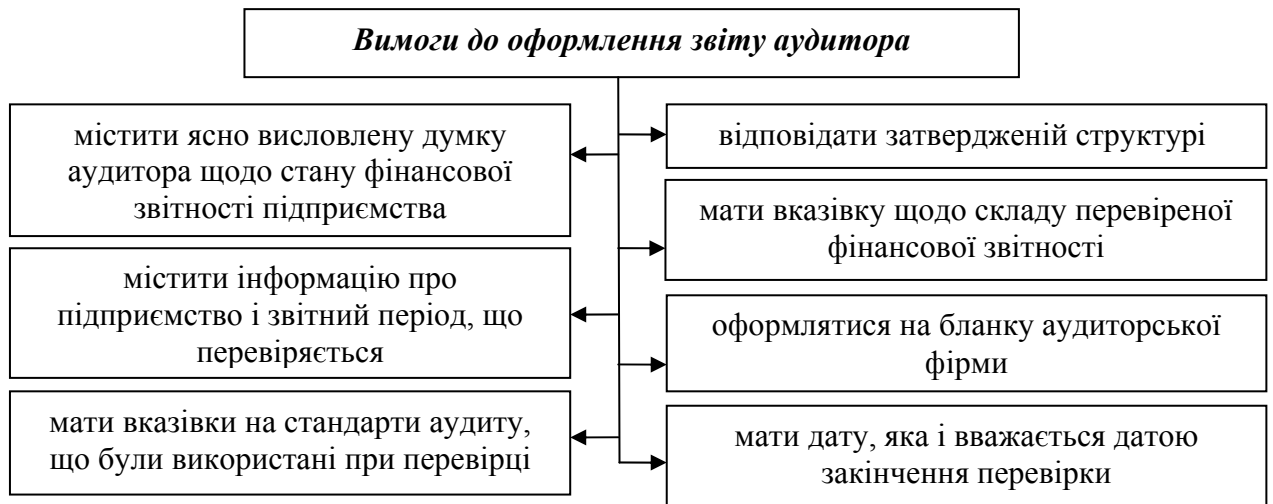 Вимоги до оформлення звіту аудитора
містити ясно висловлену думку
аудитора щодо стану фінансової
звітності підприємства
містити інформацію про
підприємство і звітний період, що
перевіряється
мати вказівки на стандарти аудиту,
що були використані при перевірці
відповідати затвердженій структурі
мати вказівку щодо складу перевіреної
фінансової звітності
оформлятися на бланку аудиторської
фірми
мати дату, яка і вважається датою
закінчення перевірки